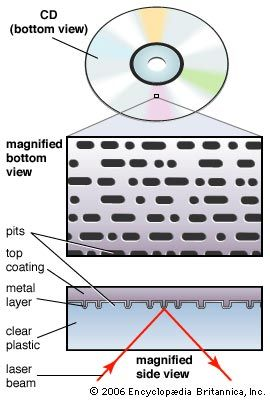 CD
(bottom view)
magnified
bottom
view
pits
top
coating
metal
layer
clear
plastic
laser
beam
magnified
side view
© 2006 Encyclopædia Britannica, Inc.